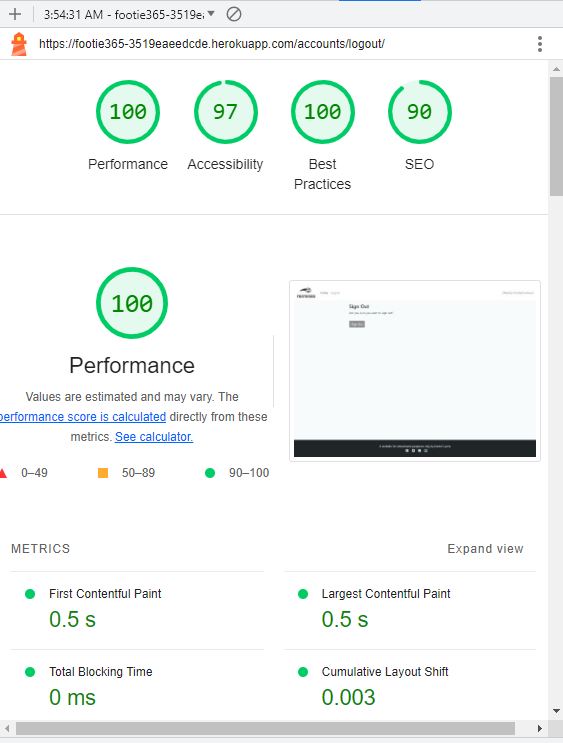 3:54:31 AM - footie365-3519e
https://footie365-3519eaeedcde.herokuapp.com/accounts/logout/
100 97 100 90
Performance Accessibility Best Practices SEO
100
Performance
Values are estimated and may vary. The
performance score is calculated directly from these
metrics. See calculator.
0–49 50–89 90–100
Sign Out
METRICS Expand view
First Contentful Paint Largest Contentful Paint
0.5 s 0.5 s
Total Blocking Time Cumulative Layout Shift
0 ms 0.003